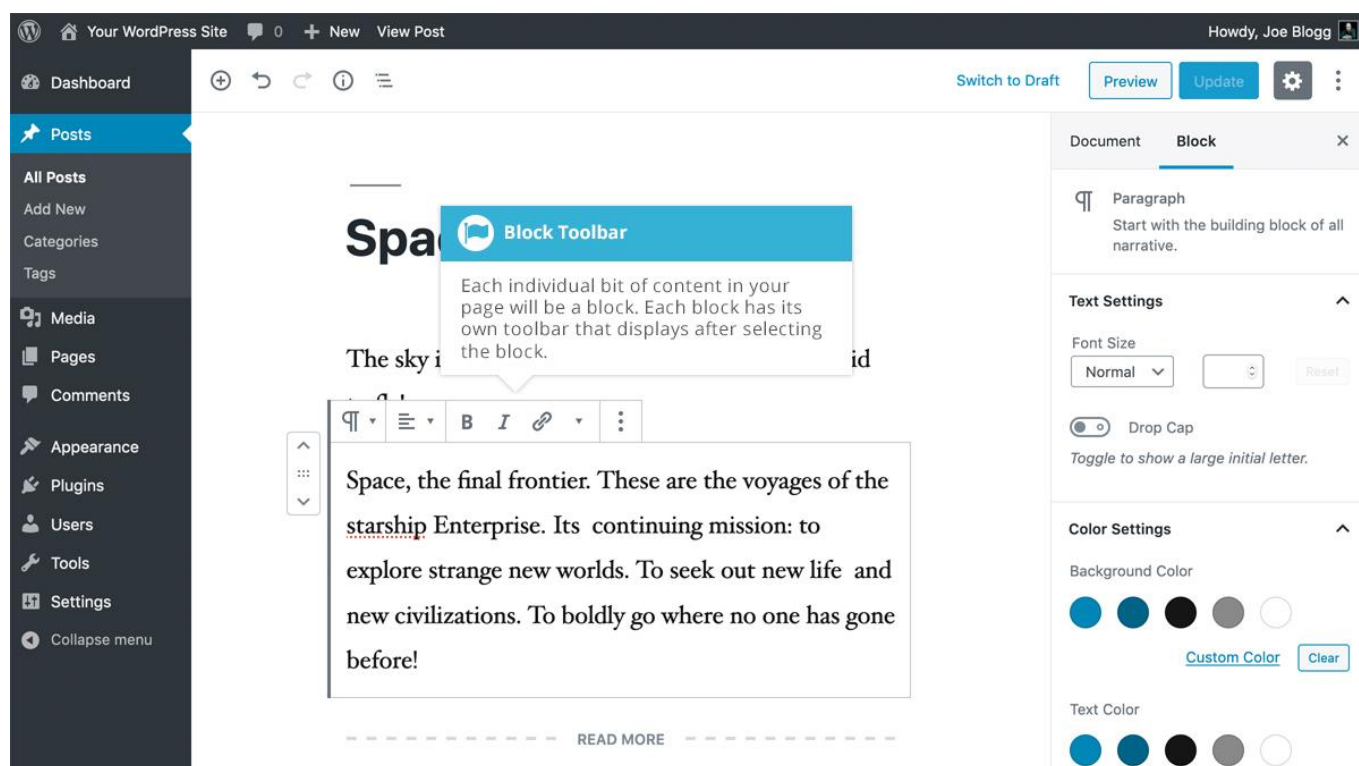 Your WordPress Site 0 New View Post Howdy, Joe Blogg
Dashboard
Posts
All Posts
Add New
Categories
Tags
Media
Pages
Comments
Appearance
Plugins
Users
Tools
Settings
Collapse menu
Switch to Draft Preview Update
Spa
Block Toolbar
Each individual bit of content in your
page will be a block. Each block has its
own toolbar that displays after selecting
the block.
The sky i
id
B I
Space, the final frontier. These are the voyages of the
starship Enterprise. Its  continuing mission: to
explore strange new worlds. To seek out new life  and
new civilizations. To boldly go where no one has gone
before!
READ MORE
Document Block
Paragraph
Start with the building block of all
narrative.
Text Settings
Font Size
Normal Reset
Drop Cap
Toggle to show a large initial letter.
Color Settings
Background Color
Custom Color Clear
Text Color